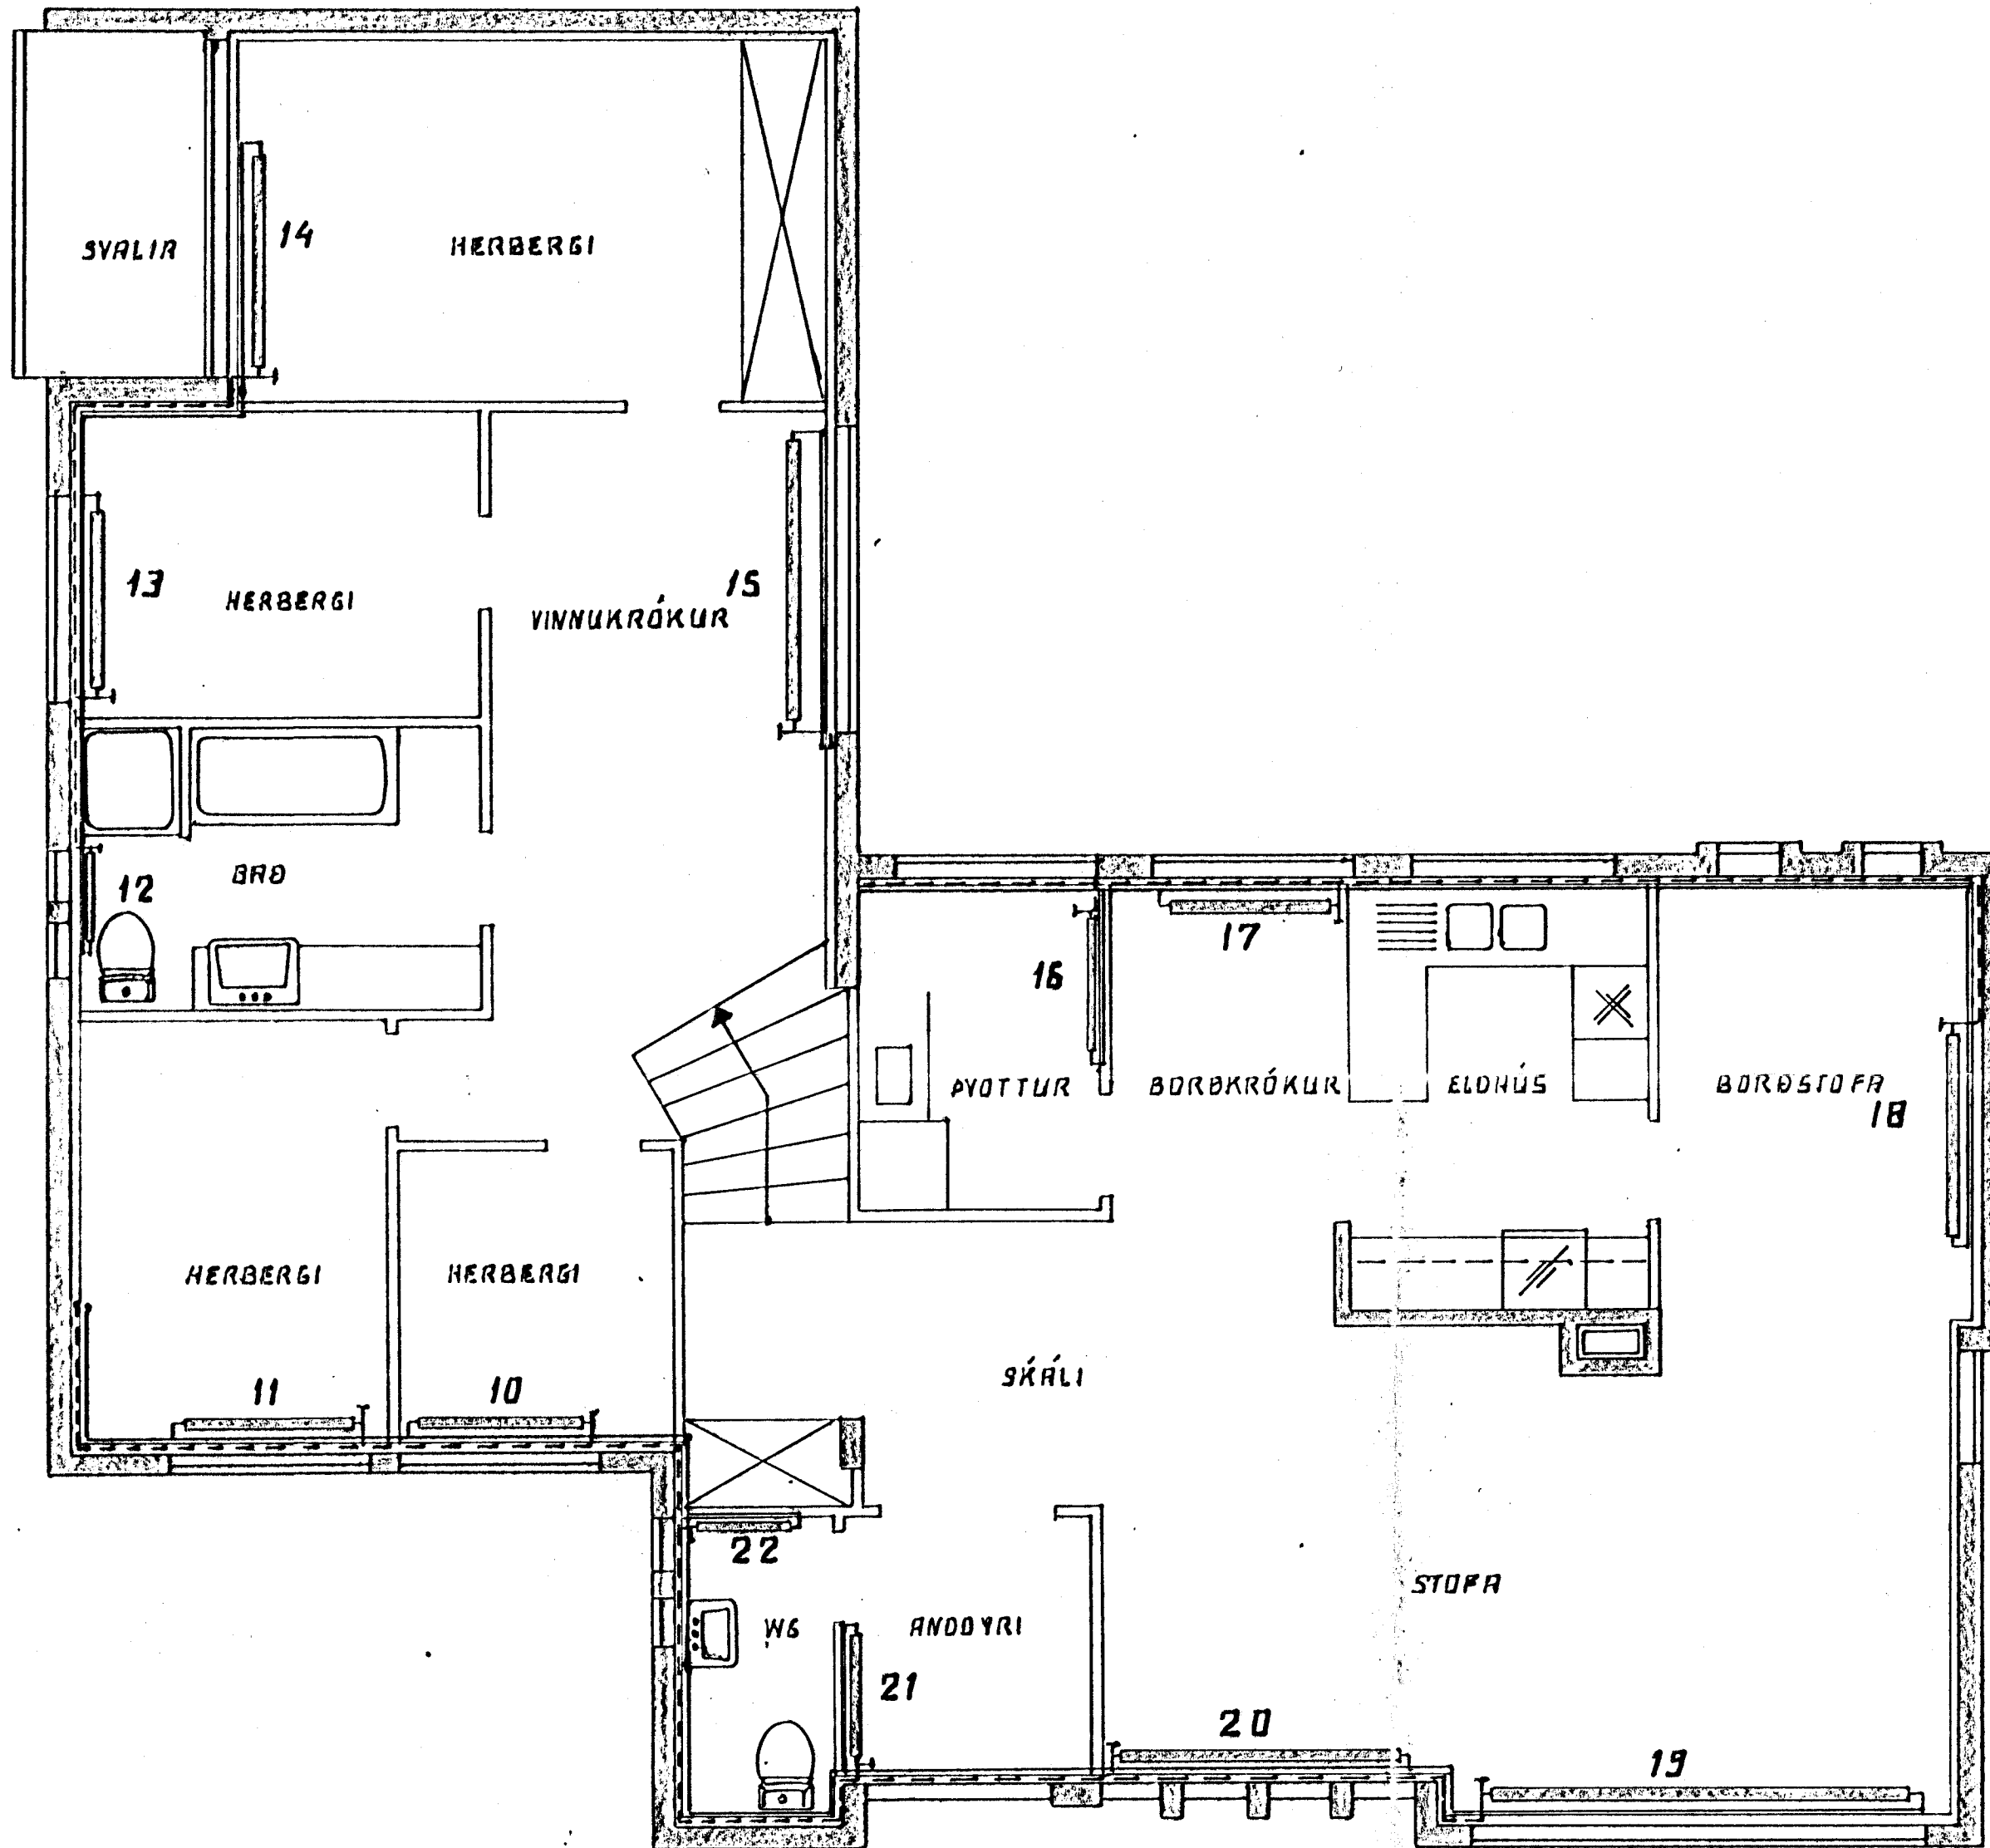 SVALIR
14
HERBERGI
13
HERBERGI
VINNUKRÓKUR
15
12
BAÐ
16
17
ÞVOTTUR
BORÐKRÓKUR
ELDHÚS
BORÐSTOFA
18
HERBERGI
HERBERGI
11
10
SKÁLI
22
WC
ANDDYRI
21
STOFA
20
19